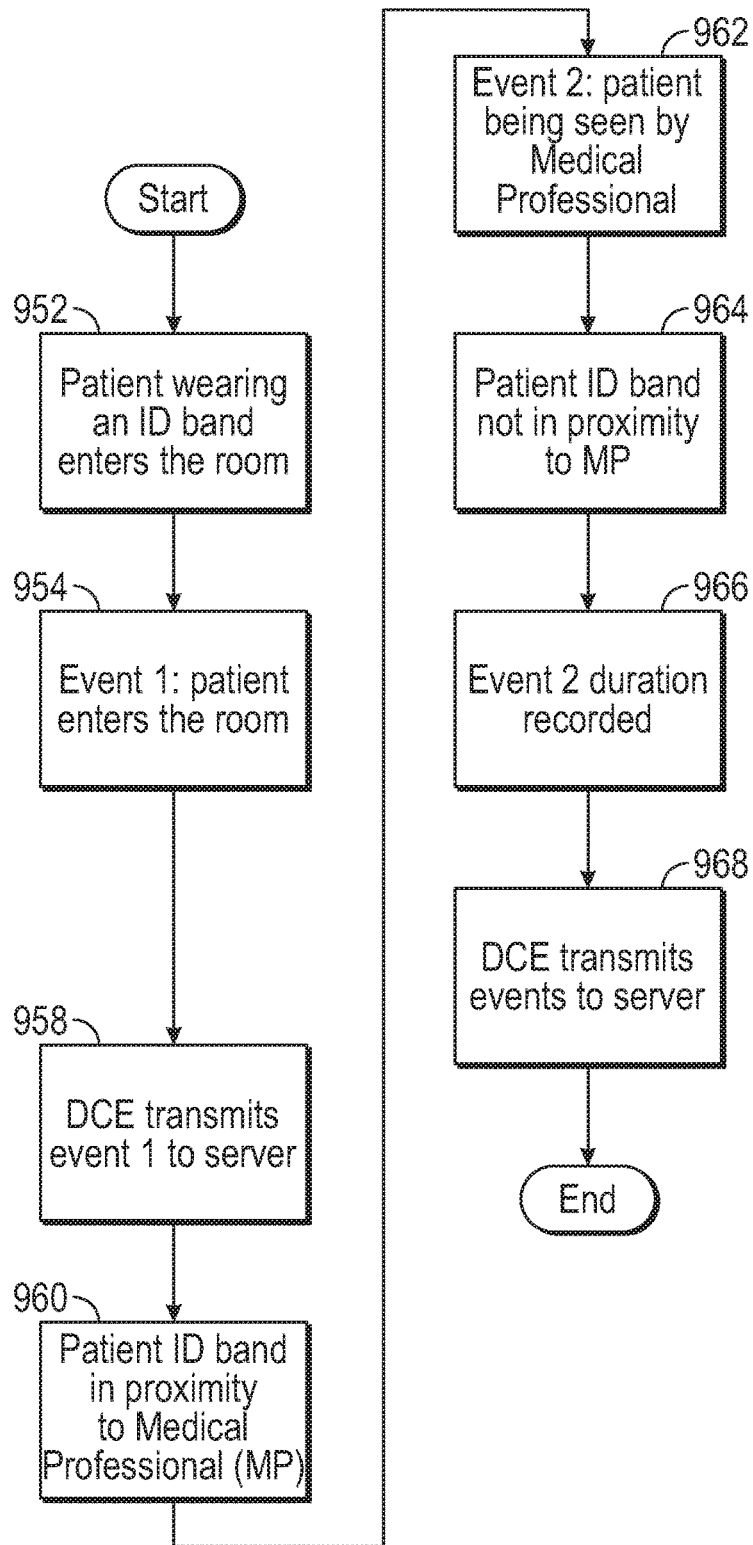 Start
952
Patient wearing
an ID band
enters the room
954
Event 1: patient
enters the room
958
DCE transmits
event 1 to server
960
Patient ID band
in proximity
to Medical
Professional (MP)
962
Event 2: patient
being seen by
Medical
Professional
964
Patient ID band
not in proximity
to MP
966
Event 2 duration
recorded
968
DCE transmits
events to server
End